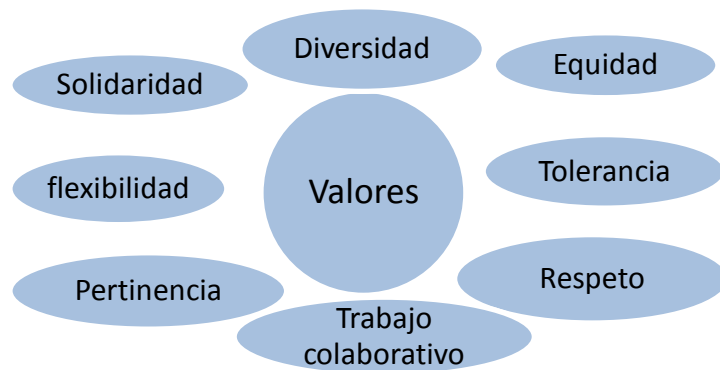 Diversidad
Solidaridad
Equidad
flexibilidad
Valores
Tolerancia
Pertinencia
Respeto
Trabajo
colaborativo